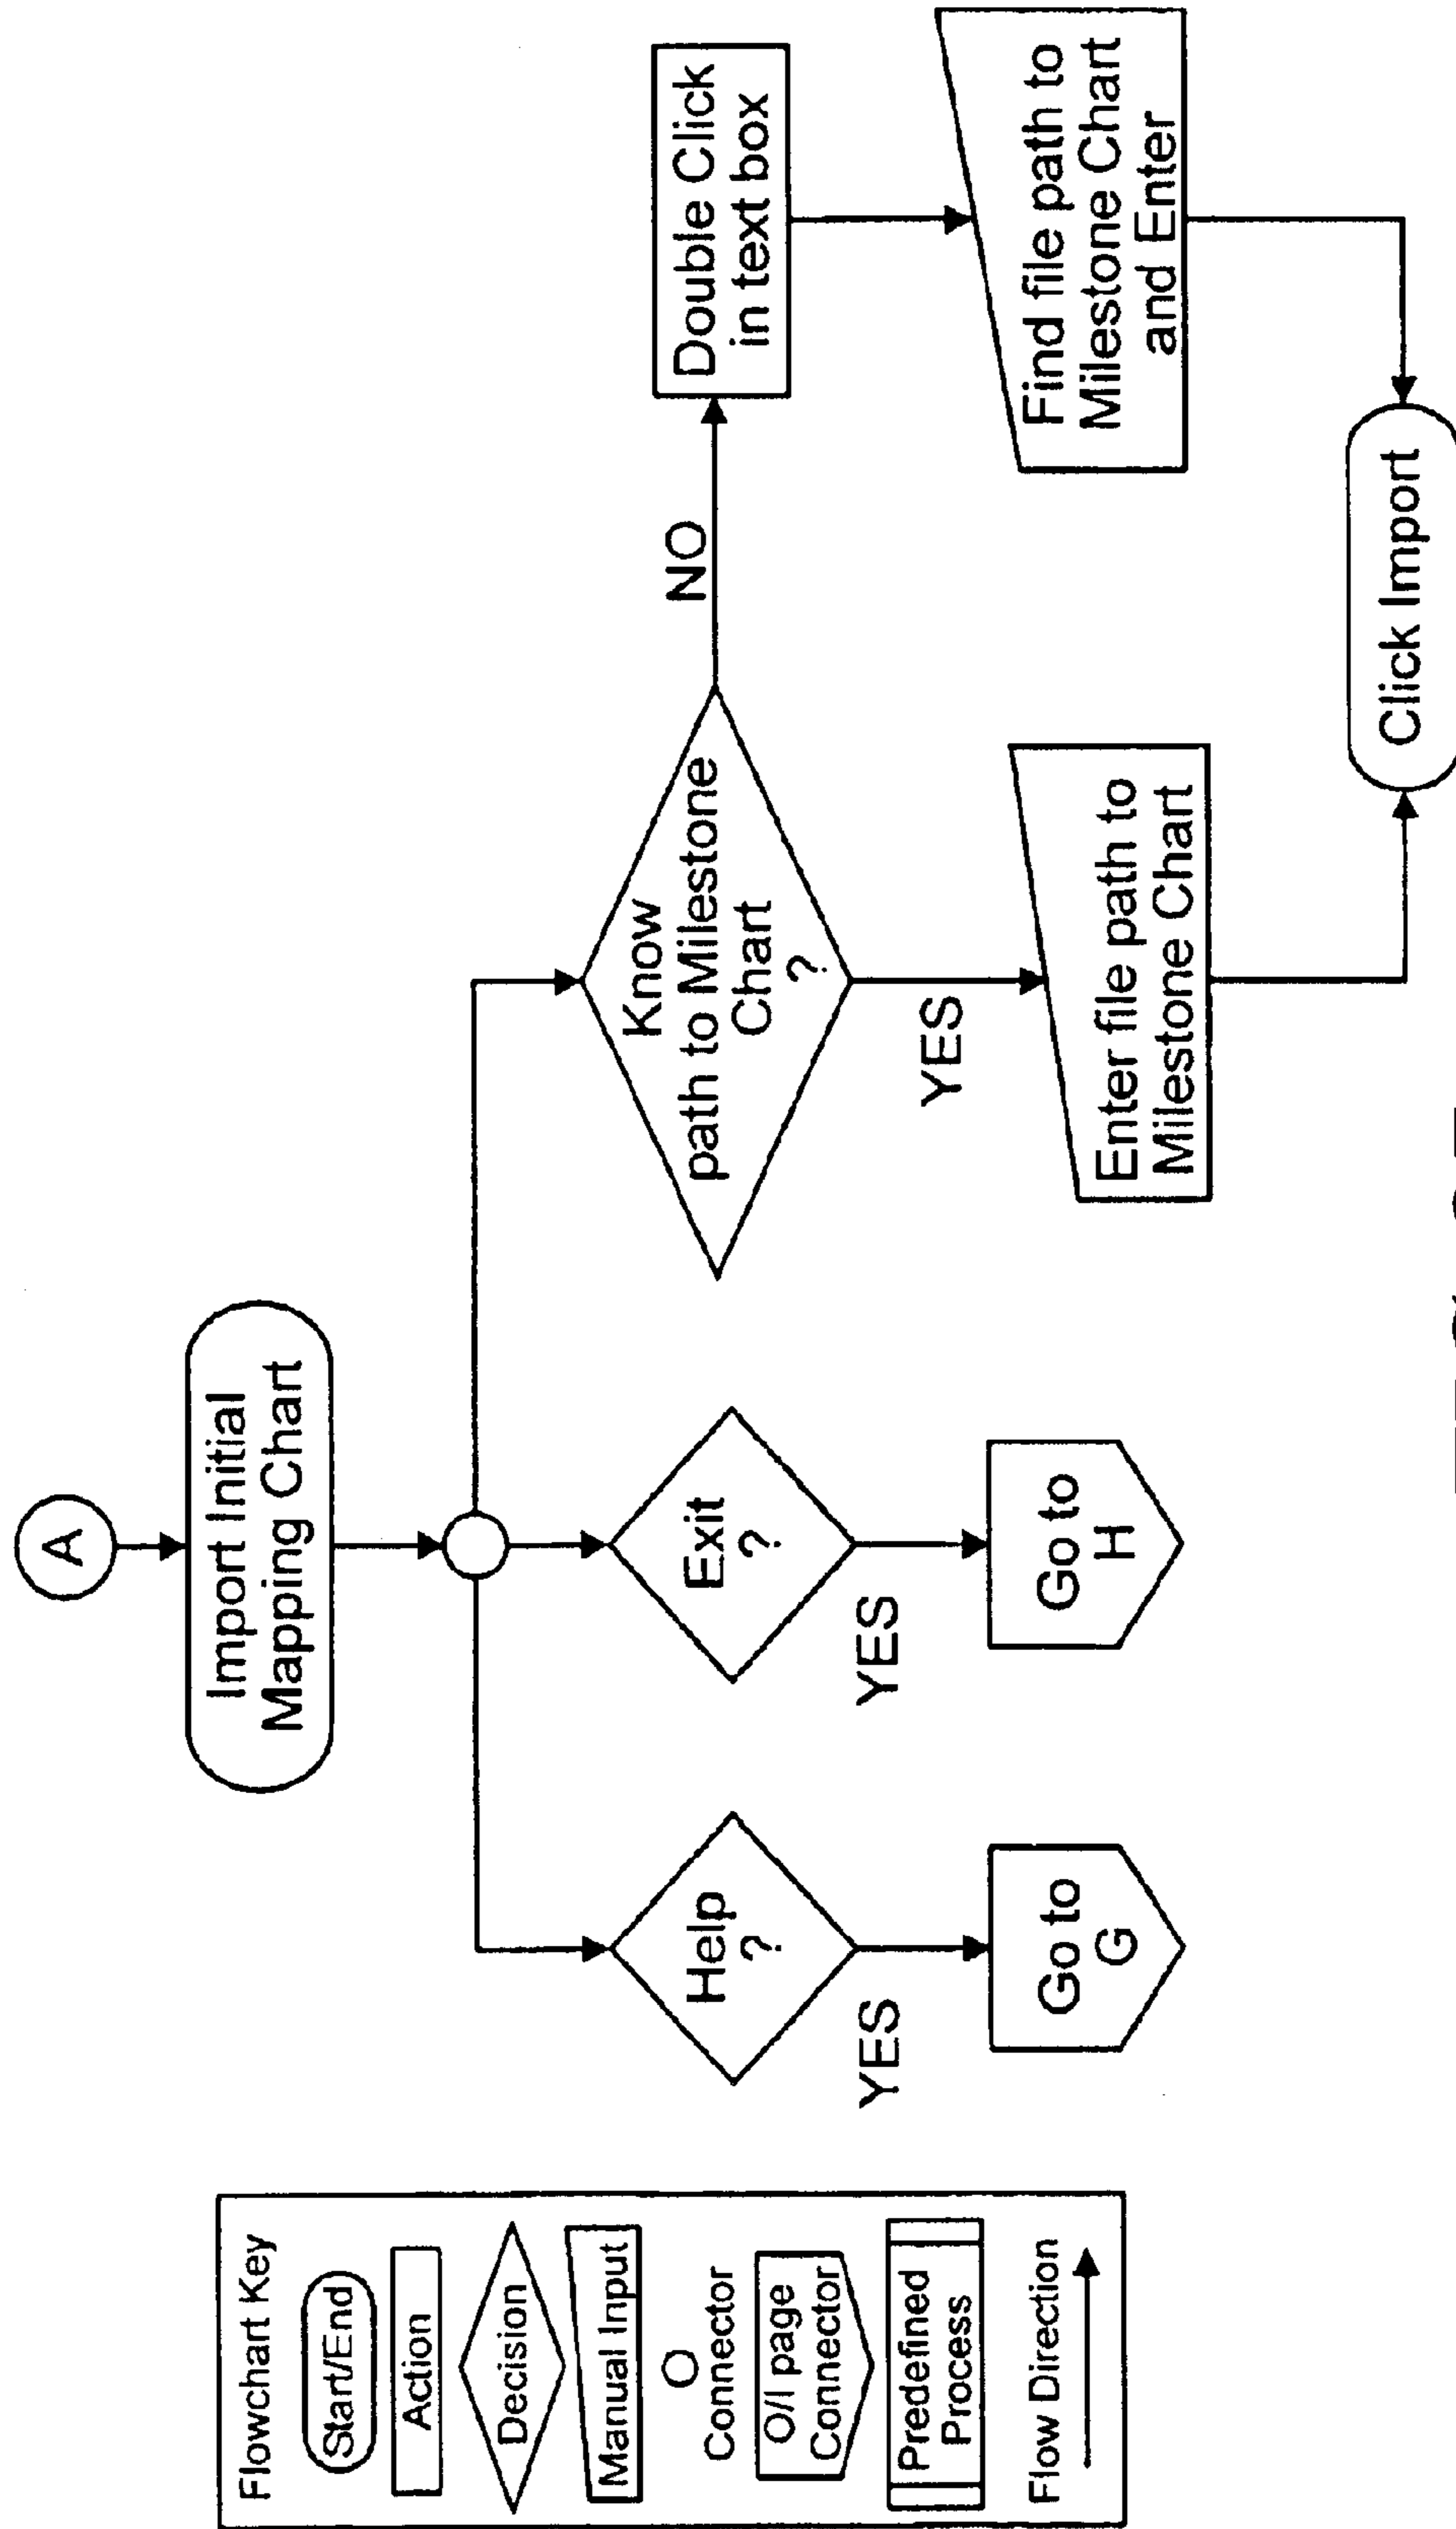 A
Import Initial
Mapping Chart
Help
?
YES
Go to
G
Exit
?
YES
Go to
H
Know
path to Milestone
Chart
?
NO
YES
Double Click
in text box
Enter file path to
Milestone Chart
Find file path to
Milestone Chart
and Enter
Click Import
Flowchart Key
Start/End
Action
Decision
Manual Input
Connector
O/I page
Connector
Predefined
Process
Flow Direction